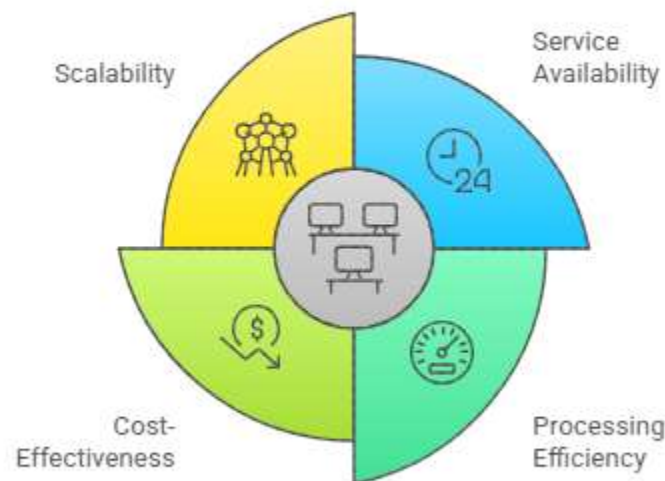 Scalability
Service
Availability
24
$
Cost-
Effectiveness
Processing
Efficiency